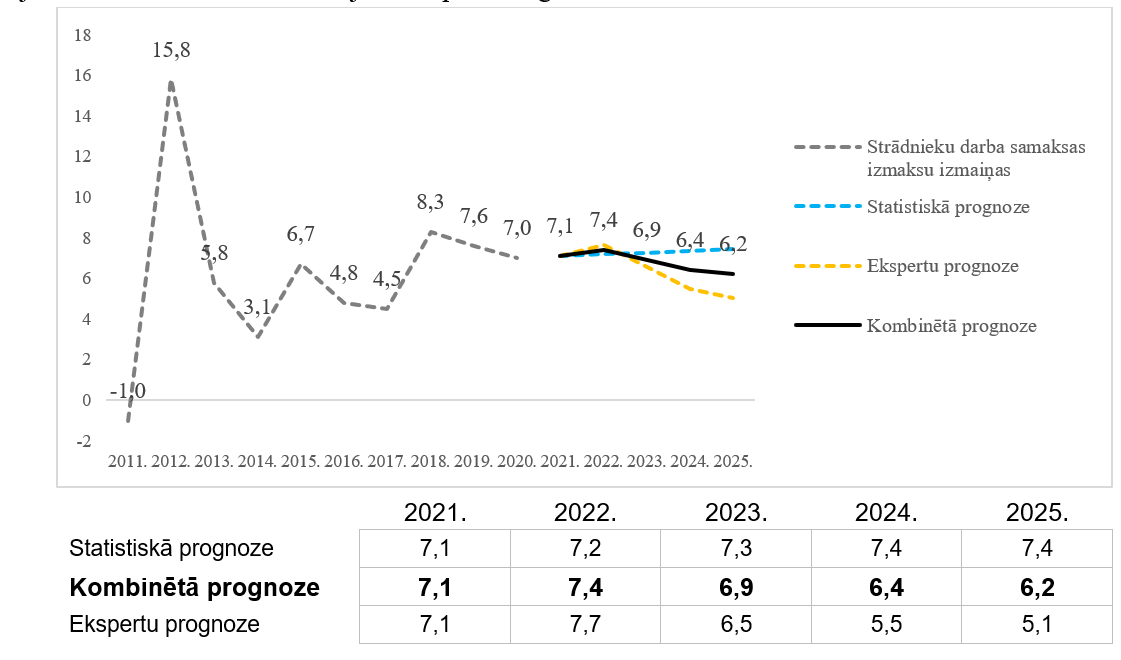 18
16
14
12
10
8
6
4
2
0
-2
-1,0
15,8
5,8
3,1
6,7
4,8
4,5
8,3
7,6
7,0
7,1
7,4
6,9
6,4
6,2
2011. 2012. 2013. 2014. 2015. 2016. 2017. 2018. 2019. 2020. 2021. 2022. 2023. 2024. 2025.
Strādnieku darba samaksas
izmaksu izmaiņas
Statistiskā prognoze
Ekspertu prognoze
Kombinētā prognoze
2021. 2022. 2023. 2024. 2025.
Statistiskā prognoze 7,1 7,2 7,3 7,4 7,4
Kombinētā prognoze 7,1 7,4 6,9 6,4 6,2
Ekspertu prognoze 7,1 7,7 6,5 5,5 5,1